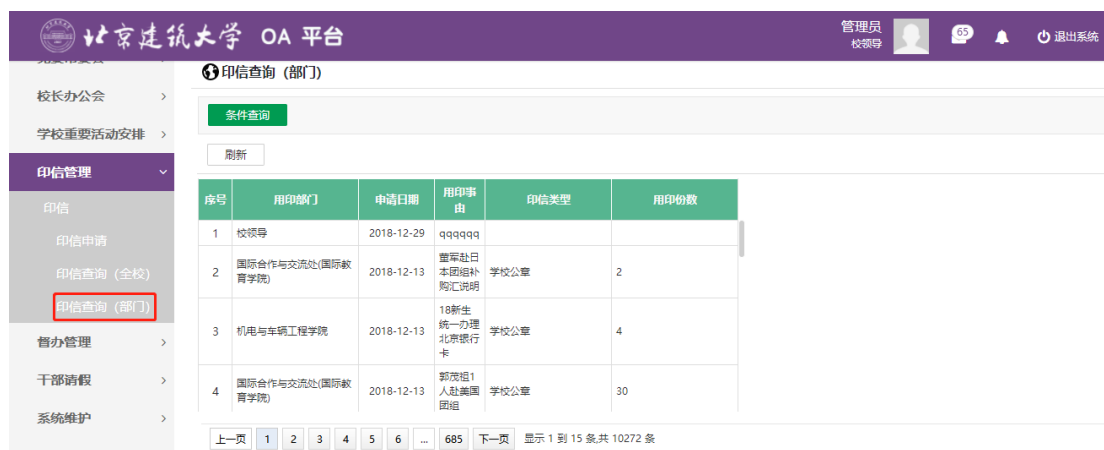 北京建筑大学 OA 平台
管理员
校领导
65
退出系统
校长办公会
学校重要活动安排
印信管理
印信
印信申请
印信查询（全校）
印信查询（部门）
督办管理
干部请假
系统维护
印信查询（部门）
条件查询
刷新
序号 用印部门 申请日期 用印事由 印信类型 用印份数
1 校领导 2018-12-29 qqqqqq
2 国际合作与交流处(国际教育学院) 2018-12-13 董军赴日本团组补购汇说明 学校公章 2
3 机电与车辆工程学院 2018-12-13 18新生统一办理北京银行卡 学校公章 4
4 国际合作与交流处(国际教育学院) 2018-12-13 郭茂祖1人赴美国团组 学校公章 30
上一页 1 2 3 4 5 6 ... 685 下一页 显示 1 到 15 条,共 10272 条